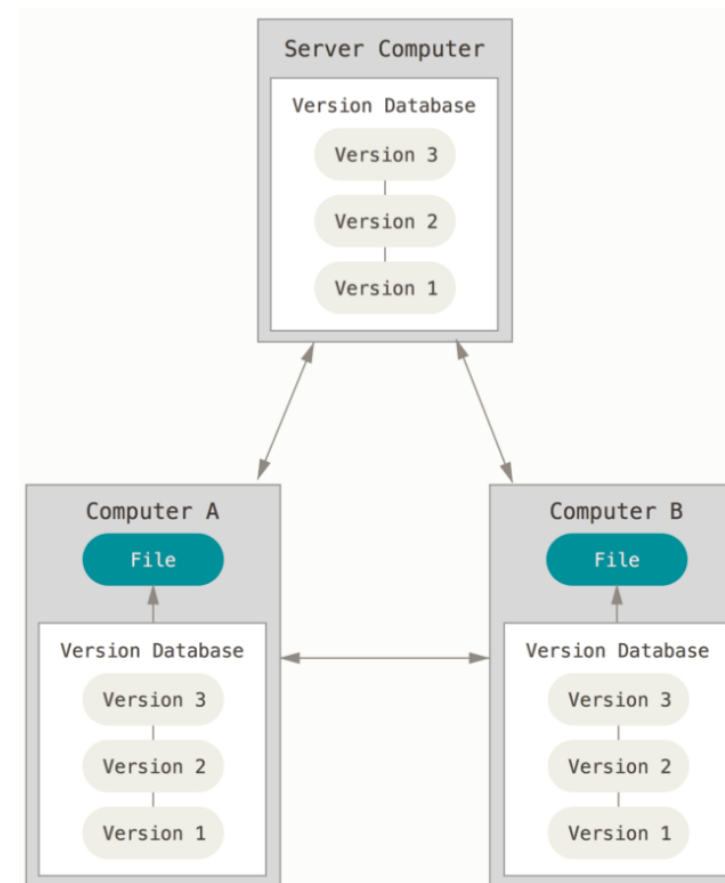 Server Computer
Version Database
Version 3
Version 2
Version 1
Computer A
File
Version Database
Version 3
Version 2
Version 1
Computer B
File
Version Database
Version 3
Version 2
Version 1